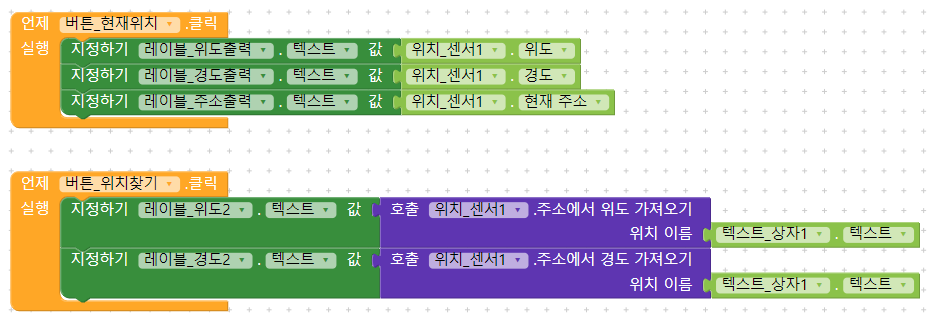 언제 버튼_현재위치 .클릭
실행 지정하기 레이블_위도출력 . 텍스트 값 위치_센서1 . 위도
지정하기 레이블_경도출력 . 텍스트 값 위치_센서1 . 경도
지정하기 레이블_주소출력 . 텍스트 값 위치_센서1 . 현재 주소
언제 버튼_위치찾기 .클릭
실행 지정하기 레이블_위도2 . 텍스트 값 호출 위치_센서1 .주소에서 위도 가져오기
위치 이름 텍스트_상자1 . 텍스트
지정하기 레이블_경도2 . 텍스트 값 호출 위치_센서1 .주소에서 경도 가져오기
위치 이름 텍스트_상자1 . 텍스트